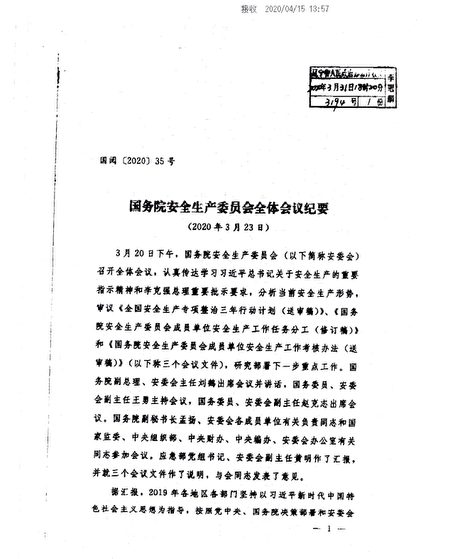 接收 2020/04/15 13:57
3月31日18时20分
3194 号 1 份
国阅〔2020〕35号
国务院安全生产委员会全体会议纪要
(2020年3月23日)
3月20日下午，国务院安全生产委员会（以下简称安委会）
召开全体会议，认真传达学习习近平总书记关于安全生产的重要
指示精神和李克强总理重要批示要求，分析当前安全生产形势，
审议《全国安全生产专项整治三年行动计划（送审稿）》、《国务
院安全生产委员会成员单位安全生产工作任务分工（修订稿）》
和《国务院安全生产委员会成员单位安全生产工作考核办法（送
审稿）》（以下称三个会议文件），研究部署下一步重点工作。国
务院副总理、安委会主任刘鹤出席会议并讲话，国务委员、安委
会副主任王勇主持会议，国务委员、安委会副主任赵克志出席会
议。国务院副秘书长孟扬、安委会各成员单位有关负责同志和国
家监委、中央组织部、中央财办、中央编办、安委会办公室有关
同志参加会议。应急部党组书记、安委会副主任黄明作了汇报，
并就三个会议文件作了说明，与会同志发表了意见。
据汇报，2019年各地区各部门坚持以习近平新时代中国特
色社会主义思想为指导，按照党中央、国务院决策部署和安委会
— 1 —